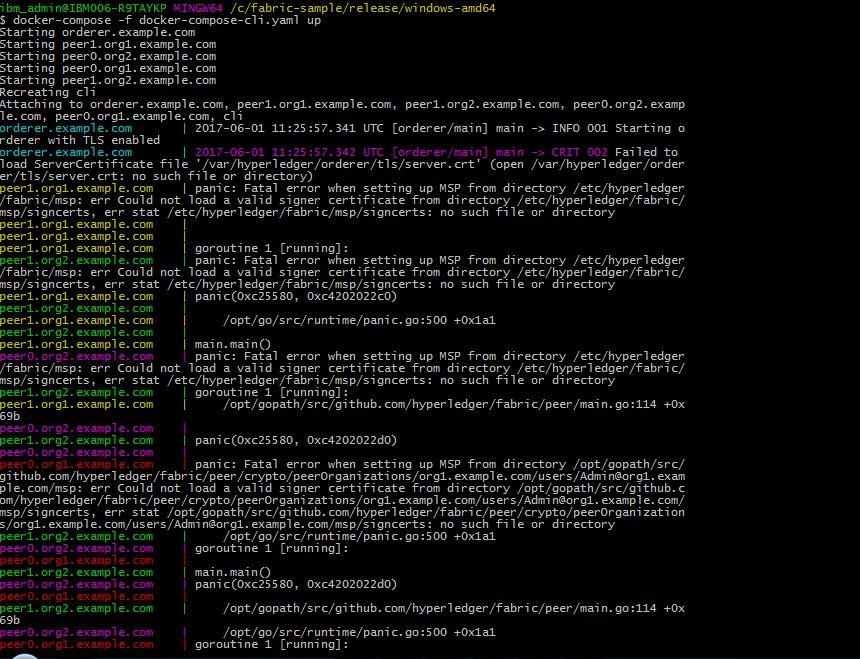 ibm_admin@IBM006-R9TAYKP MINGW64 /c/fabric-sample/release/windows-amd64
$ docker-compose -f docker-compose-cli.yaml up
Starting orderer.example.com
Starting peer1.org1.example.com
Starting peer0.org2.example.com
Starting peer0.org1.example.com
Starting peer1.org2.example.com
Recreating cli
Attaching to orderer.example.com, peer1.org1.example.com, peer1.org2.example.com, peer0.org2.examp
le.com, peer0.org1.example.com, cli
orderer.example.com | 2017-06-01 11:25:57.341 UTC [orderer/main] main -> INFO 001 Starting o
rderer with TLS enabled
orderer.example.com | 2017-06-01 11:25:57.342 UTC [orderer/main] main -> CRIT 002 Failed to
load ServerCertificate file '/var/hyperledger/orderer/tls/server.crt' (open /var/hyperledger/order
er/tls/server.crt: no such file or directory)
peer1.org1.example.com | panic: Fatal error when setting up MSP from directory /etc/hyperledger
/fabric/msp: err Could not load a valid signer certificate from directory /etc/hyperledger/fabric/
msp/signcerts, err stat /etc/hyperledger/fabric/msp/signcerts: no such file or directory
peer1.org1.example.com |
peer1.org1.example.com |
peer1.org1.example.com | goroutine 1 [running]:
peer1.org2.example.com | panic: Fatal error when setting up MSP from directory /etc/hyperledger
/fabric/msp: err Could not load a valid signer certificate from directory /etc/hyperledger/fabric/
msp/signcerts, err stat /etc/hyperledger/fabric/msp/signcerts: no such file or directory
peer1.org1.example.com | panic(0xc25580, 0xc4202022c0)
peer1.org2.example.com |
peer1.org1.example.com | /opt/go/src/runtime/panic.go:500 +0x1a1
peer1.org2.example.com |
peer1.org1.example.com | main.main()
peer0.org2.example.com | panic: Fatal error when setting up MSP from directory /etc/hyperledger
/fabric/msp: err Could not load a valid signer certificate from directory /etc/hyperledger/fabric/
msp/signcerts, err stat /etc/hyperledger/fabric/msp/signcerts: no such file or directory
peer1.org2.example.com | goroutine 1 [running]:
peer1.org1.example.com | /opt/gopath/src/github.com/hyperledger/fabric/peer/main.go:114 +0x
69b
peer0.org2.example.com |
peer1.org2.example.com | panic(0xc25580, 0xc4202022d0)
peer0.org2.example.com |
peer0.org1.example.com | panic: Fatal error when setting up MSP from directory /opt/gopath/src/
github.com/hyperledger/fabric/peer/crypto/peerOrganizations/org1.example.com/users/Admin@org1.exam
ple.com/msp: err Could not load a valid signer certificate from directory /opt/gopath/src/github.c
om/hyperledger/fabric/peer/crypto/peerOrganizations/org1.example.com/users/Admin@org1.example.com/
msp/signcerts, err stat /opt/gopath/src/github.com/hyperledger/fabric/peer/crypto/peerOrganization
s/org1.example.com/users/Admin@org1.example.com/msp/signcerts: no such file or directory
peer1.org2.example.com | /opt/go/src/runtime/panic.go:500 +0x1a1
peer0.org2.example.com | goroutine 1 [running]:
peer0.org1.example.com |
peer1.org2.example.com | main.main()
peer0.org2.example.com | panic(0xc25580, 0xc4202022d0)
peer0.org1.example.com |
peer1.org2.example.com | /opt/gopath/src/github.com/hyperledger/fabric/peer/main.go:114 +0x
69b
peer0.org2.example.com | /opt/go/src/runtime/panic.go:500 +0x1a1
peer0.org1.example.com | goroutine 1 [running]: